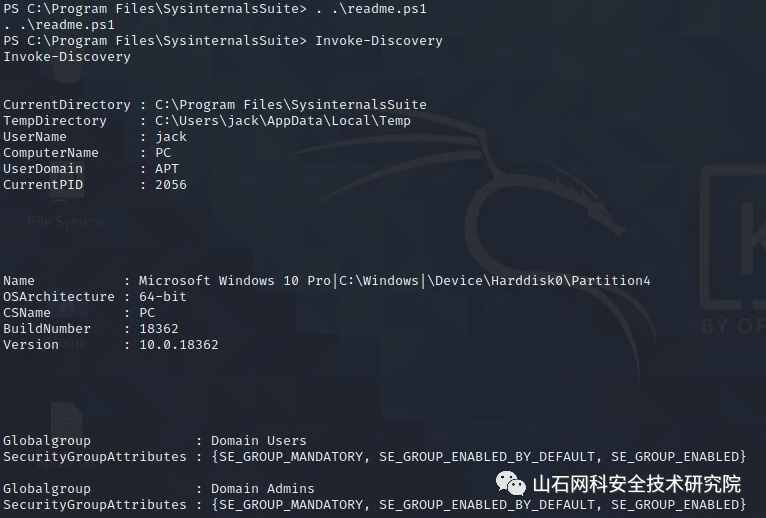 PS C:\Program Files\SysinternalsSuite> . .\readme.ps1
. .\readme.ps1
PS C:\Program Files\SysinternalsSuite> Invoke-Discovery
Invoke-Discovery
CurrentDirectory : C:\Program Files\SysinternalsSuite
TempDirectory : C:\Users\jack\AppData\Local\Temp
UserName : jack
ComputerName : PC
UserDomain : APT
CurrentPID : 2056
File System
Name : Microsoft Windows 10 Pro|C:\Windows|\Device\Harddisk0\Partition4
OSArchitecture : 64-bit
CSName : PC
BuildNumber : 18362
BY OF
Version : 10.0.18362
Globalgroup : Domain Users
SecurityGroupAttributes : {SE_GROUP_MANDATORY, SE_GROUP_ENABLED_BY_DEFAULT, SE_GROUP_ENABLED}
Globalgroup : Domain Admins
山石网科安全技术研究院
SecurityGroupAttributes : {SE_GROUP_MANDATORY, SE_GROUP_ENABLED_BY_DEFAULT, SE_GROUP_ENABLED}